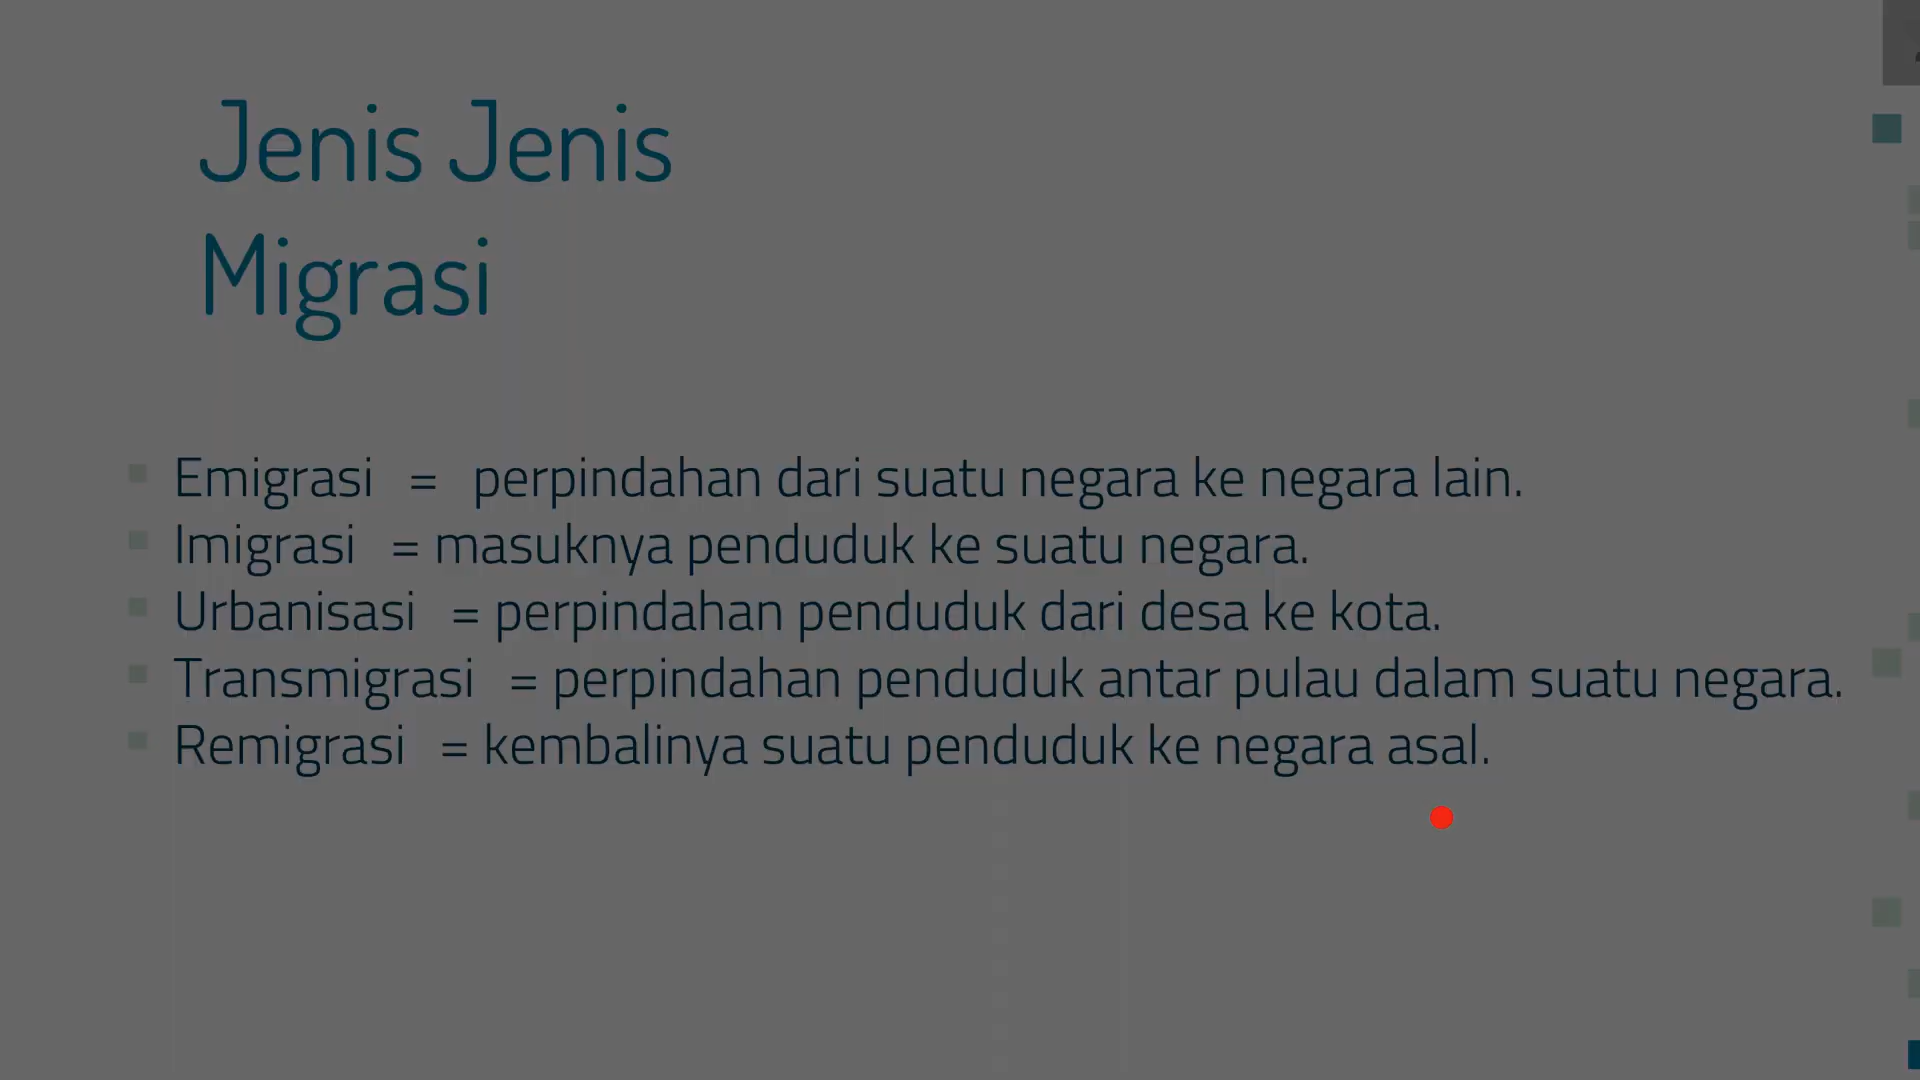 Jenis Jenis
Migrasi
Emigrasi = perpindahan dari suatu negara ke negara lain.
Imigrasi = masuknya penduduk ke suatu negara.
Urbanisasi = perpindahan penduduk dari desa ke kota.
Transmigrasi = perpindahan penduduk antar pulau dalam suatu negara.
Remigrasi = kembalinya suatu penduduk ke negara asal.